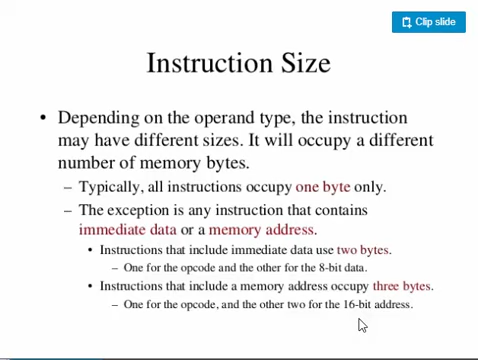 Clip slide
Instruction Size
• Depending on the operand type, the instruction
may have different sizes. It will occupy a different
number of memory bytes.
– Typically, all instructions occupy one byte only.
– The exception is any instruction that contains
immediate data or a memory address.
• Instructions that include immediate data use two bytes.
– One for the opcode and the other for the 8-bit data.
• Instructions that include a memory address occupy three bytes.
– One for the opcode, and the other two for the 16-bit address.